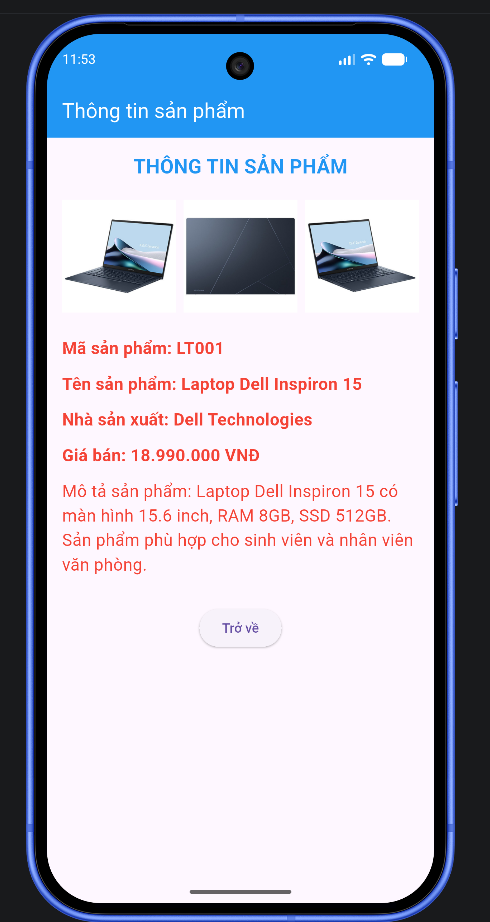 11:53
Thông tin sản phẩm
THÔNG TIN SẢN PHẨM
Mã sản phẩm: LT001
Tên sản phẩm: Laptop Dell Inspiron 15
Nhà sản xuất: Dell Technologies
Giá bán: 18.990.000 VNĐ
Mô tả sản phẩm: Laptop Dell Inspiron 15 có
màn hình 15.6 inch, RAM 8GB, SSD 512GB.
Sản phẩm phù hợp cho sinh viên và nhân viên
văn phòng.
Trở về